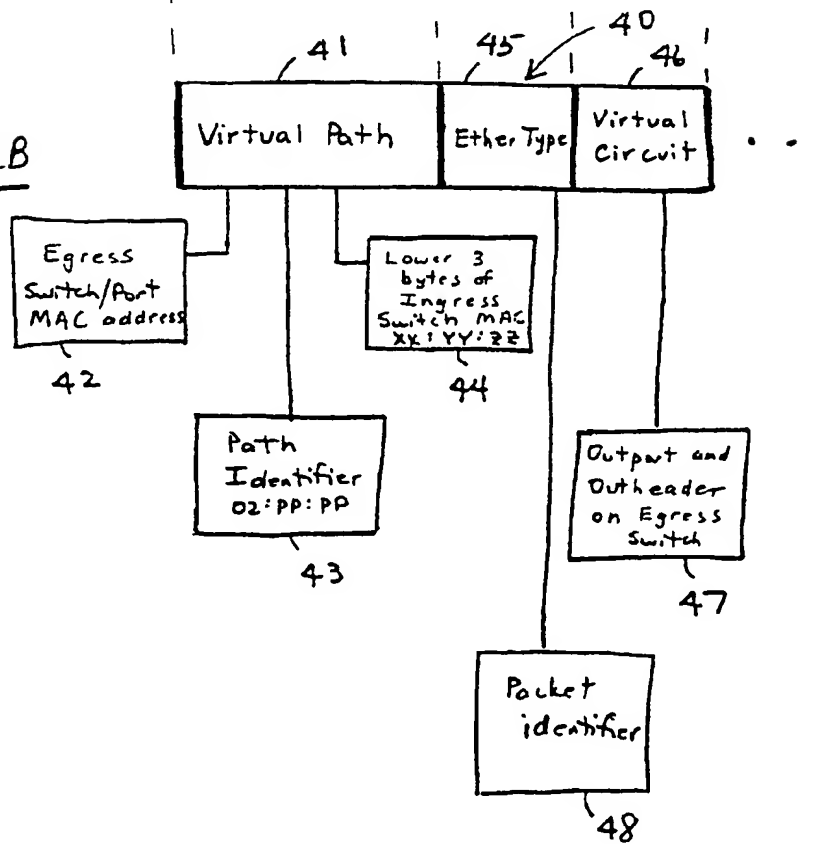 41
45
40
46
B
Virtual Path
EtherType
Virtual
Circuit
Egress
Switch/Port
MAC address
42
Lower 3
bytes of
Ingress
Switch MAC
XX:YY:ZZ
44
Path
Identifier
02:PP:PP
43
Outport and
Outheader
on Egress
Switch
47
Packet
identifier
48